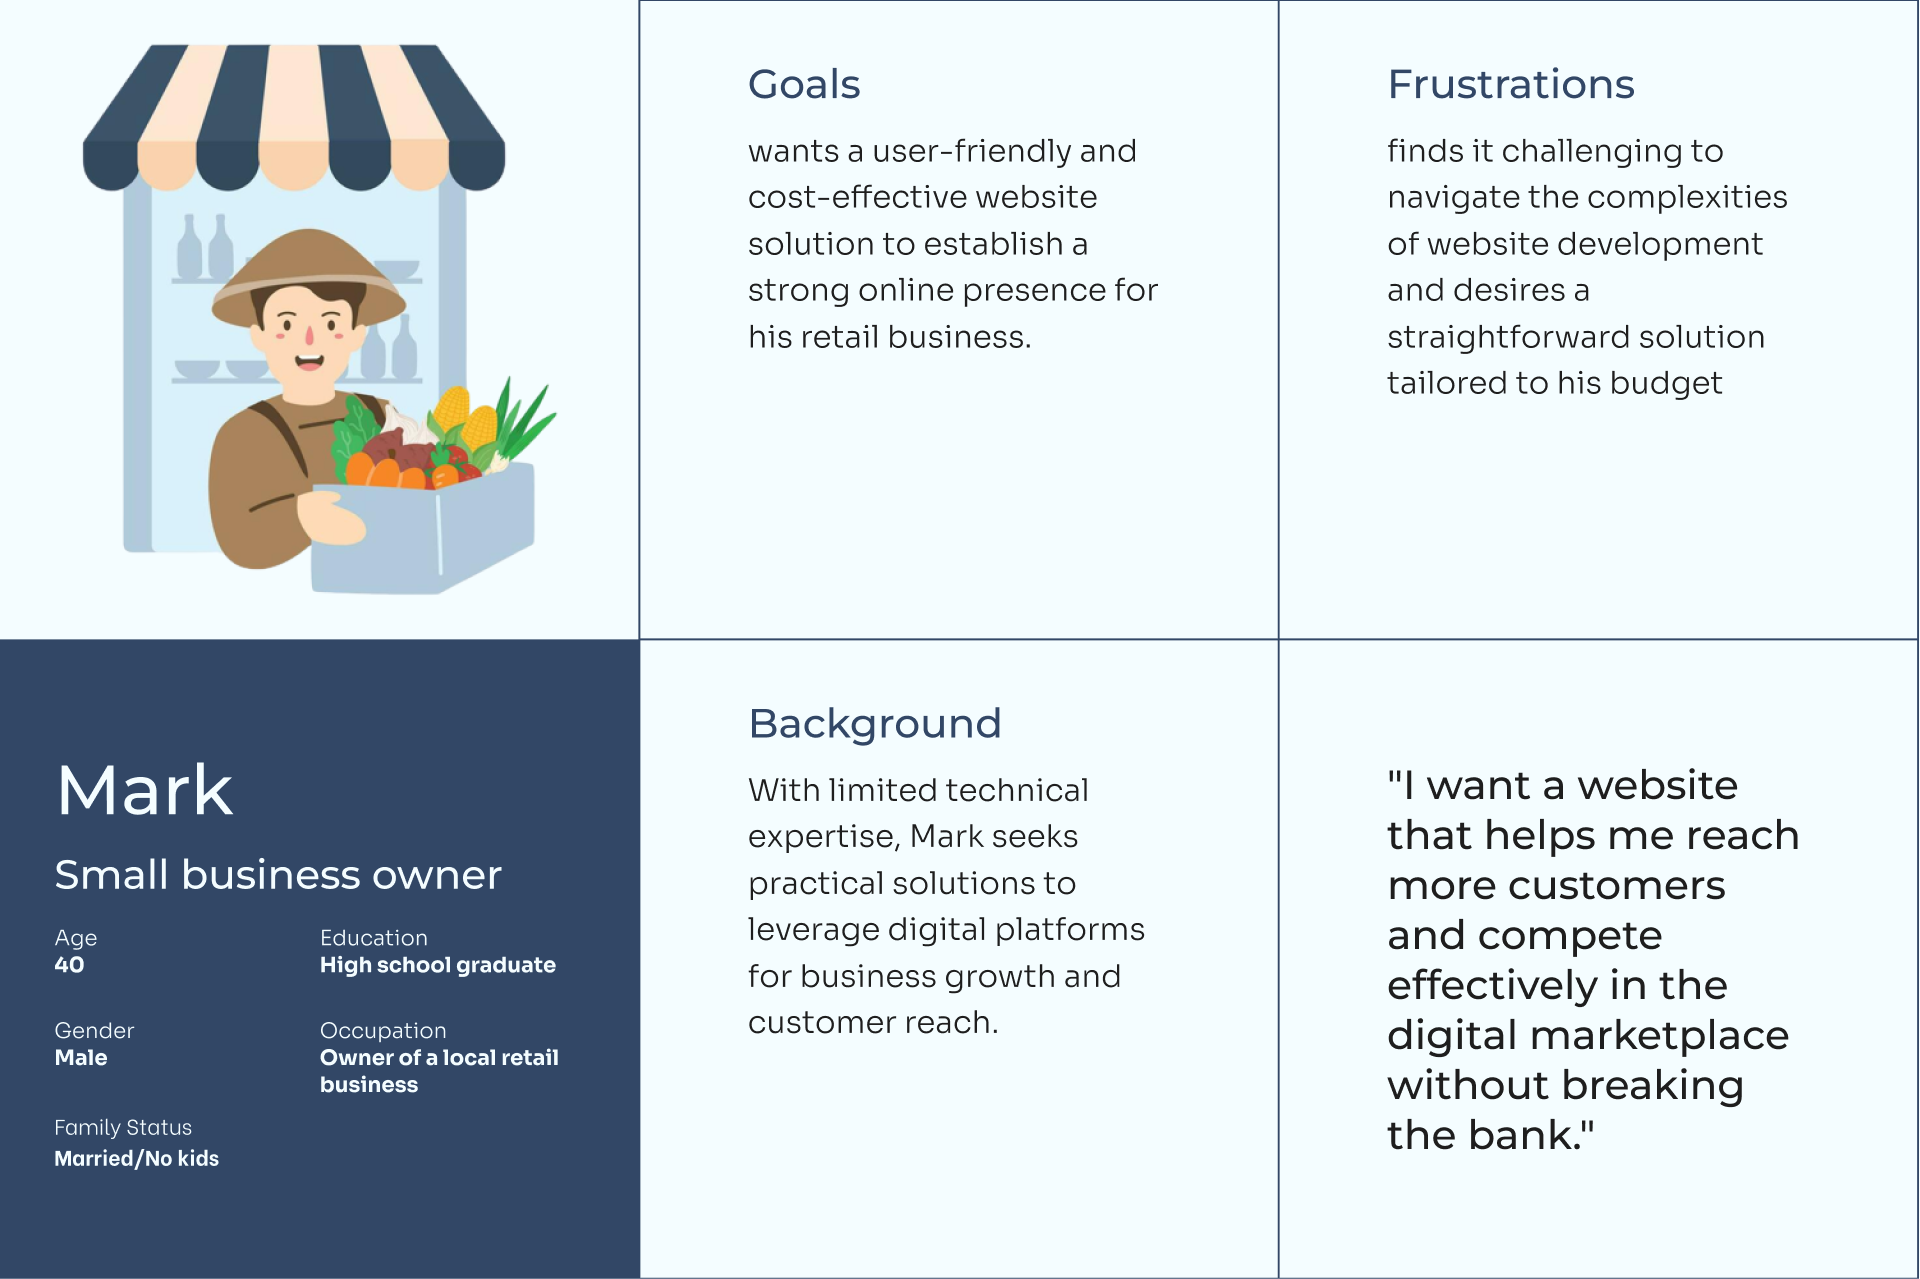 Goals
wants a user-friendly and
cost-effective website
solution to establish a
strong online presence for
his retail business.
Frustrations
finds it challenging to
navigate the complexities
of website development
and desires a
straightforward solution
tailored to his budget
Mark
Small business owner
Age
40
Education
High school graduate
Gender
Male
Occupation
Owner of a local retail
business
Family Status
Married/No kids
Background
With limited technical
expertise, Mark seeks
practical solutions to
leverage digital platforms
for business growth and
customer reach.
"I want a website
that helps me reach
more customers
and compete
effectively in the
digital marketplace
without breaking
the bank."